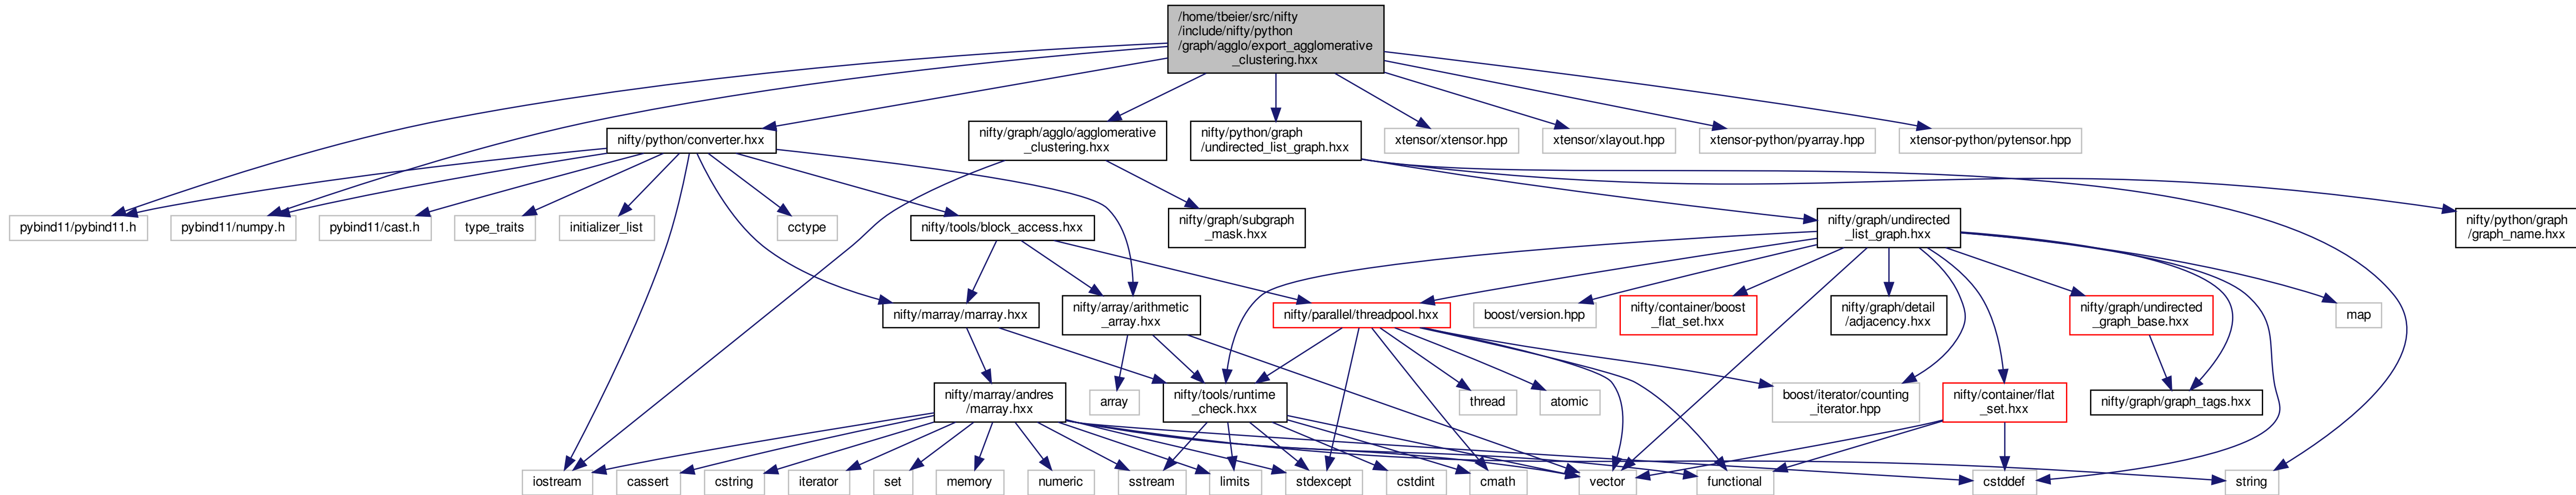 /home/tbeier/src/nifty
/include/nifty/python
/graph/agglo/export_agglomerative
_clustering.hxx
nifty/python/converter.hxx
nifty/graph/agglo/agglomerative
_clustering.hxx
nifty/python/graph
/undirected_list_graph.hxx
xtensor/xtensor.hpp
xtensor/xlayout.hpp
xtensor-python/pyarray.hpp
xtensor-python/pytensor.hpp
pybind11/pybind11.h
pybind11/numpy.h
pybind11/cast.h
type_traits
initializer_list
cctype
nifty/tools/block_access.hxx
nifty/graph/subgraph
_mask.hxx
nifty/graph/undirected
_list_graph.hxx
nifty/python/graph
/graph_name.hxx
nifty/marray/marray.hxx
nifty/array/arithmetic
_array.hxx
nifty/parallel/threadpool.hxx
boost/version.hpp
nifty/container/boost
_flat_set.hxx
nifty/graph/detail
/adjacency.hxx
nifty/graph/undirected
_graph_base.hxx
map
nifty/marray/andres
/marray.hxx
array
nifty/tools/runtime
_check.hxx
thread
atomic
boost/iterator/counting
_iterator.hpp
nifty/container/flat
_set.hxx
nifty/graph/graph_tags.hxx
iostream
cassert
cstring
iterator
set
memory
numeric
sstream
limits
stdexcept
cstdint
cmath
vector
functional
cstddef
string